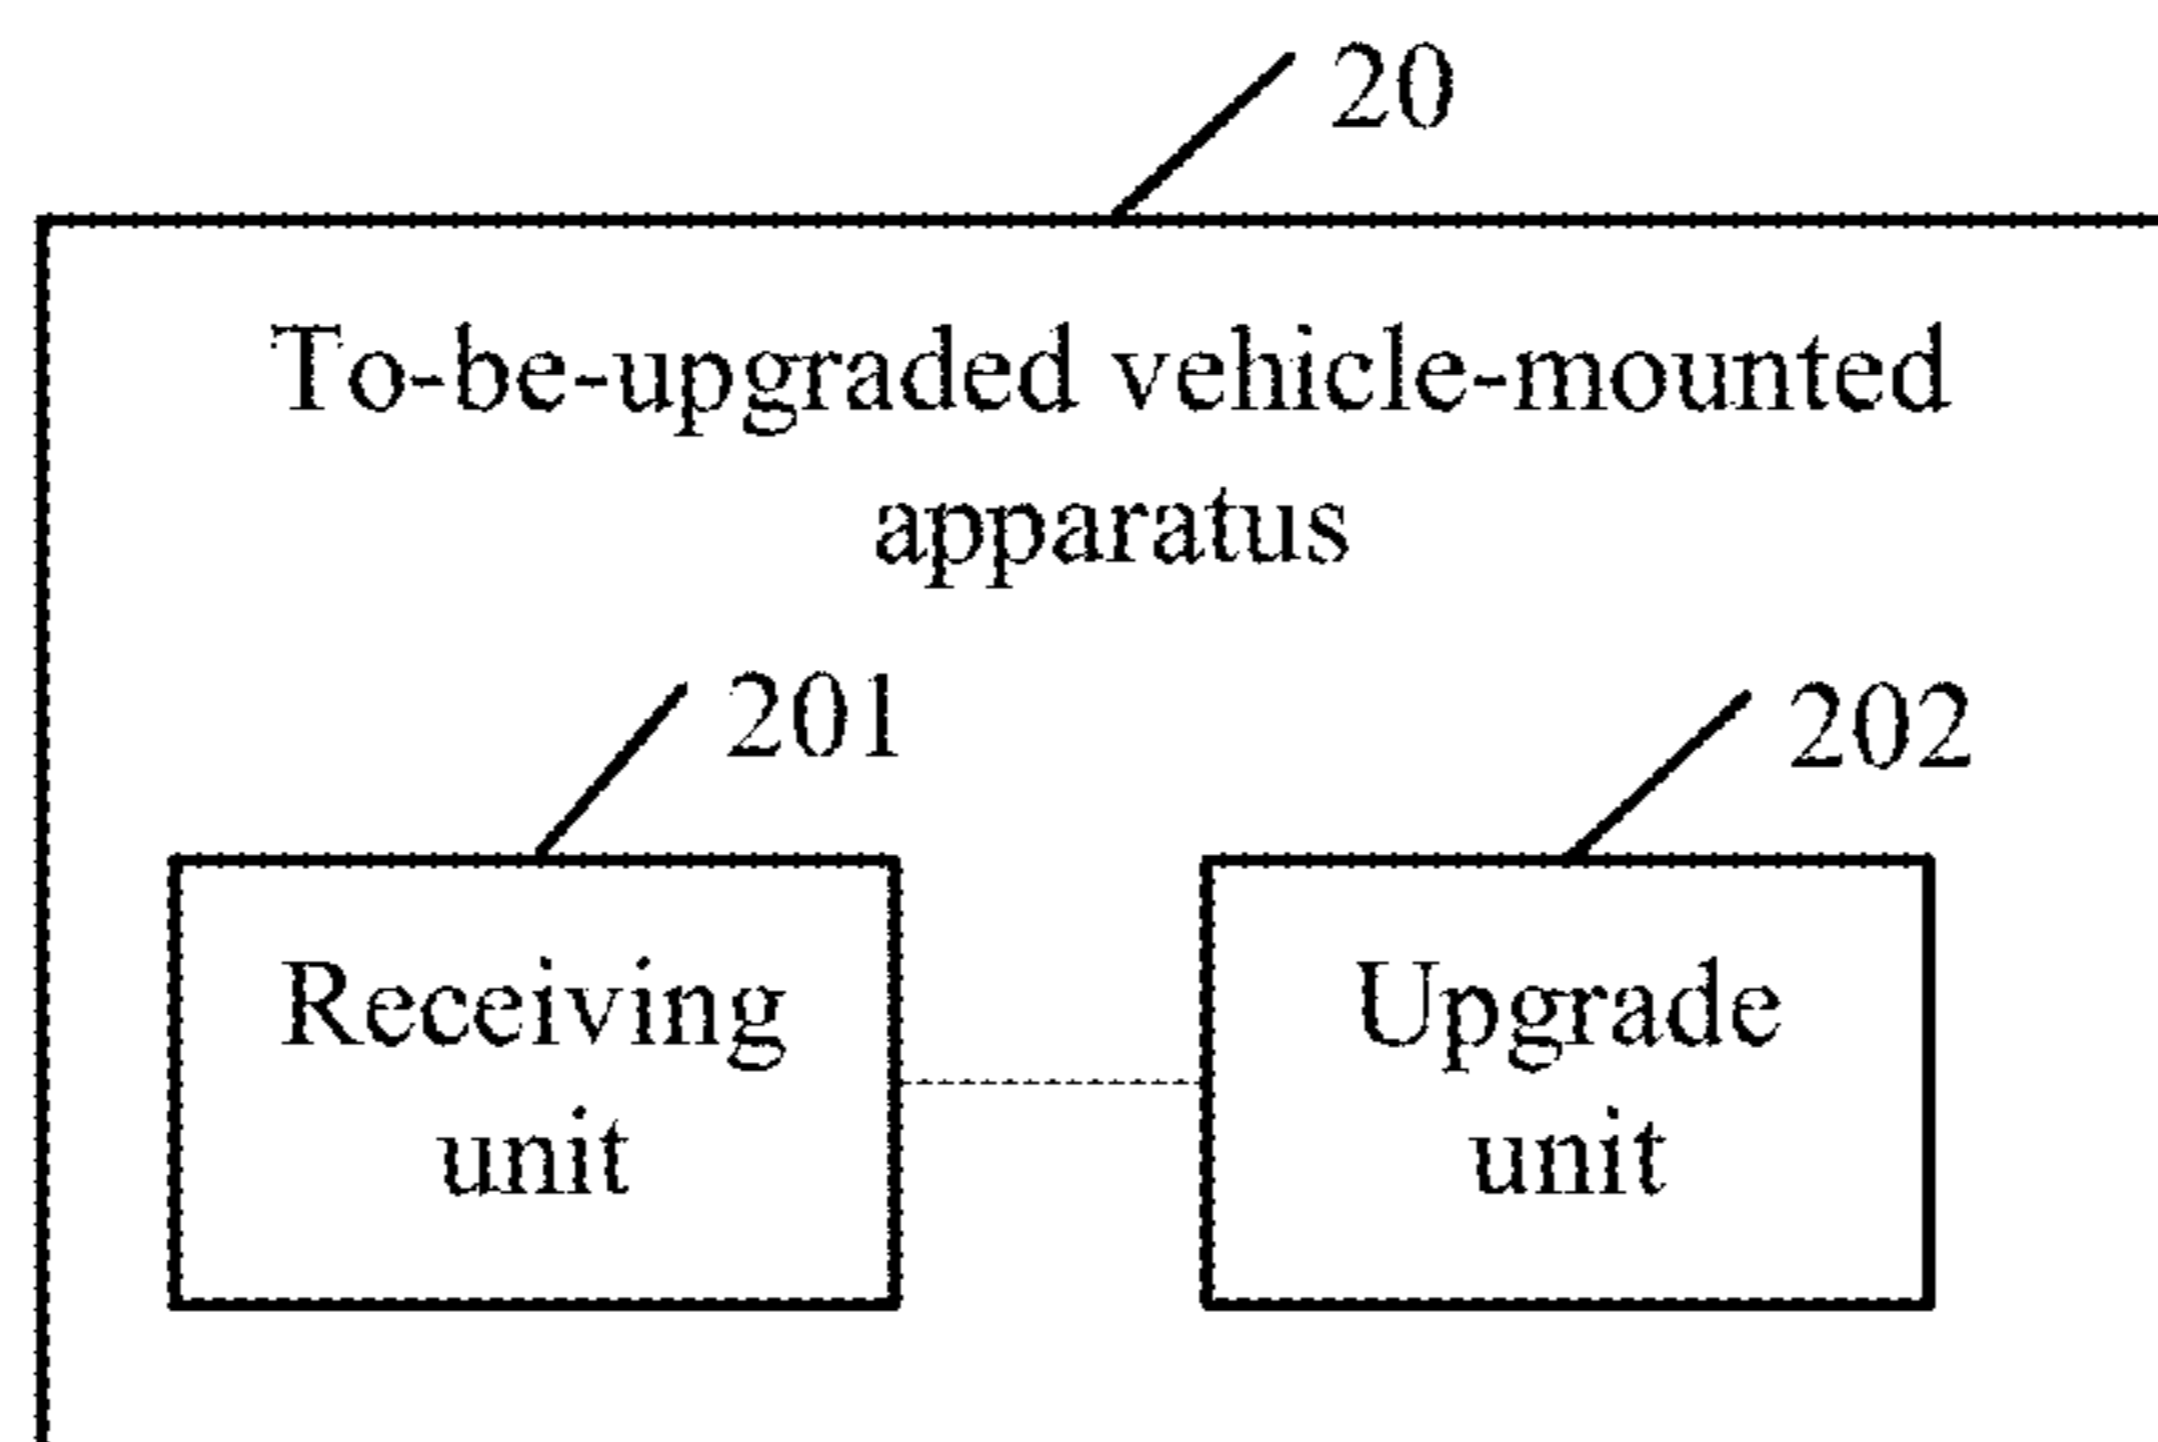 20
To-be-upgraded vehicle-mounted
apparatus
201
202
Receiving
unit
Upgrade
unit